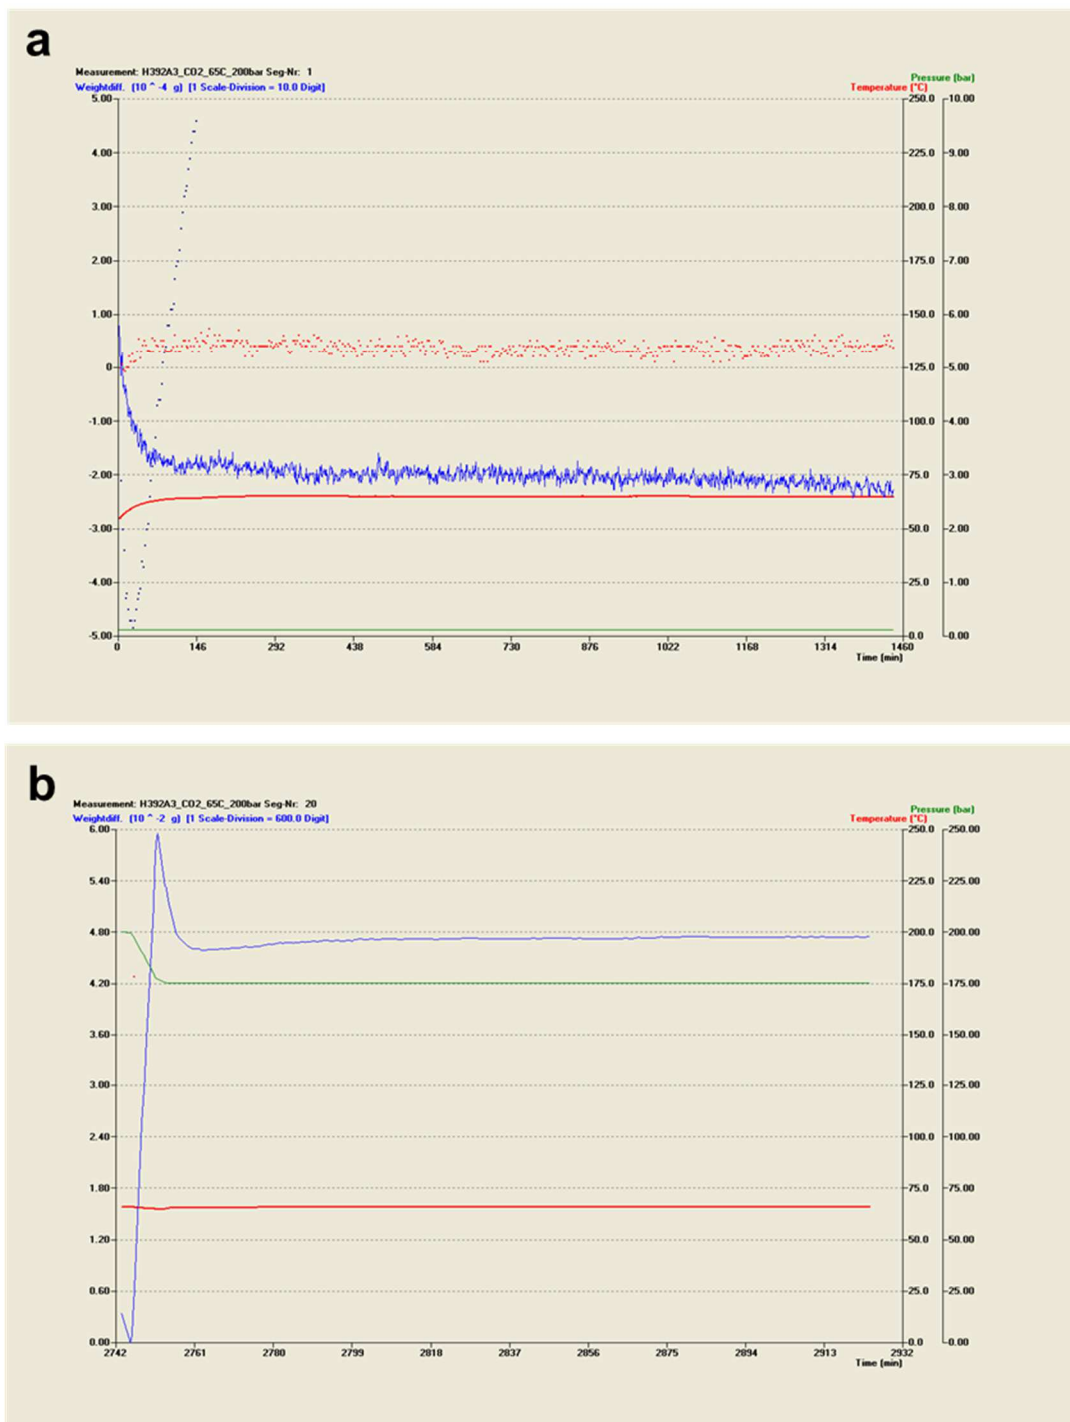 a
Measurement: H392A3_CO2_65C_200bar Seg-Nr: 1
Weightdiff. (10 ^ -4 g) [1 Scale-Division = 10.0 Digit]
Pressure (bar)
Temperature (°C)
5.00 250.0 10.00
4.00 225.0 9.00
3.00 200.0 8.00
2.00 175.0 7.00
1.00 150.0 6.00
0 125.0 5.00
-1.00 100.0 4.00
-2.00 75.0 3.00
-3.00 50.0 2.00
-4.00 25.0 1.00
-5.00 0.0 0.00
0 146 292 438 584 730 876 1022 1168 1314 1460
Time (min)
b
Measurement: H392A3_CO2_65C_200bar Seg-Nr: 20
Weightdiff. (10 ^ -2 g) [1 Scale-Division = 600.0 Digit]
Pressure (bar)
Temperature (°C)
6.00 250.0 250.00
5.40 225.0 225.00
4.80 200.0 200.00
4.20 175.0 175.00
3.60 150.0 150.00
3.00 125.0 125.00
2.40 100.0 100.00
1.80 75.0 75.00
1.20 50.0 50.00
0.60 25.0 25.00
0.00 0.0 0.00
2742 2761 2780 2799 2818 2837 2856 2875 2894 2913 2932
Time (min)